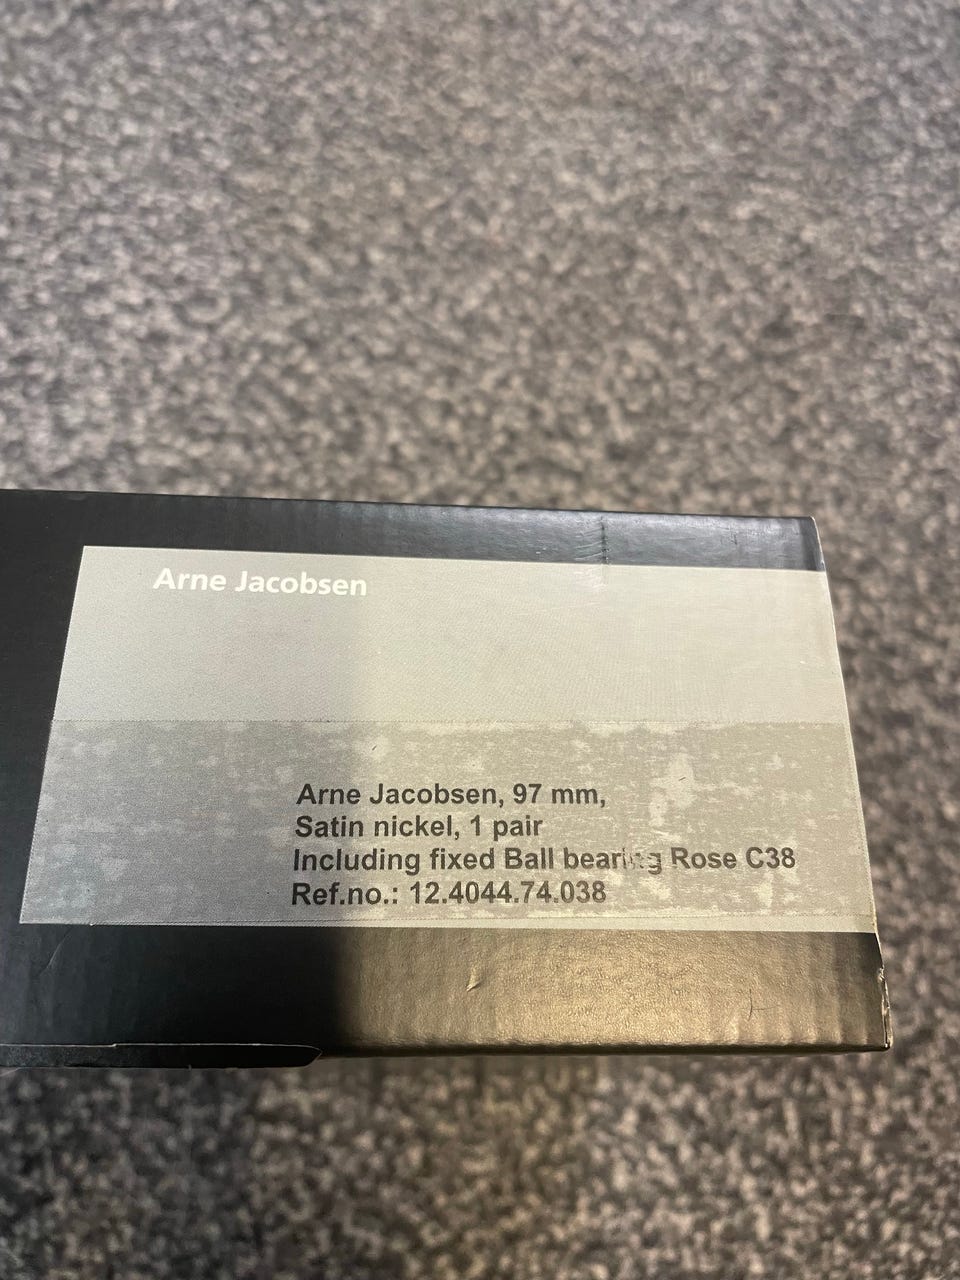 Arne Jacobsen
Arne Jacobsen, 97 mm,
Satin nickel, 1 pair
Including fixed Ball bearing Rose C38
Ref.no.: 12.4044.74.038